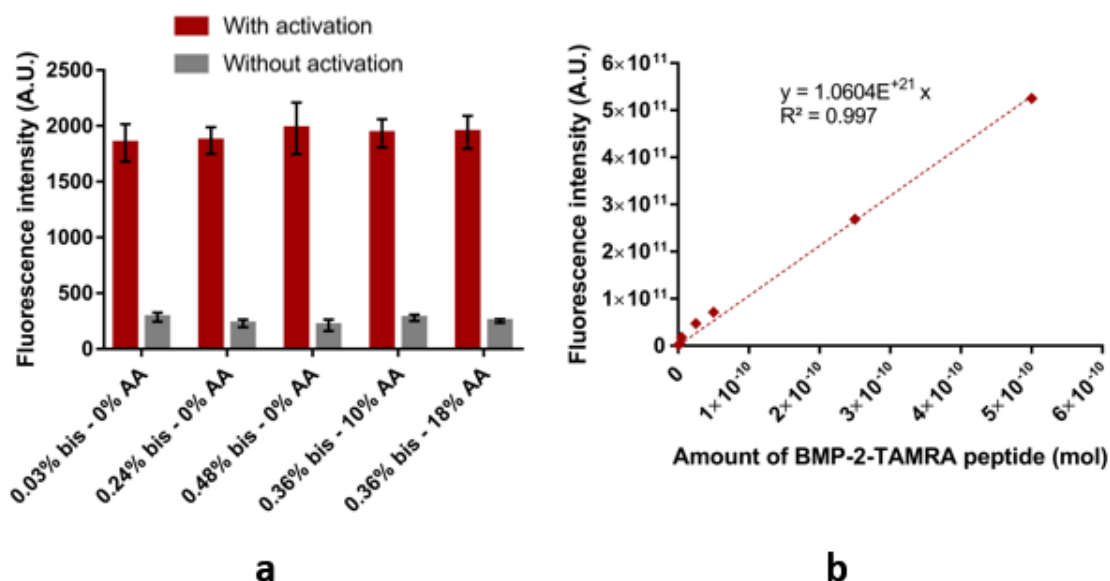 With activation
Without activation
Fluorescence intensity (A.U.)
2500
2000
1500
1000
500
0
0.03% bis - 0% AA
0.24% bis - 0% AA
0.48% bis - 0% AA
0.36% bis - 10% AA
0.36% bis - 18% AA
a
Fluorescence intensity (A.U.)
6×10¹¹
5×10¹¹
4×10¹¹
3×10¹¹
2×10¹¹
1×10¹¹
0
y = 1.0604E⁺²¹ x
R² = 0.997
0
1×10⁻¹⁰
2×10⁻¹⁰
3×10⁻¹⁰
4×10⁻¹⁰
5×10⁻¹⁰
6×10⁻¹⁰
Amount of BMP-2-TAMRA peptide (mol)
b